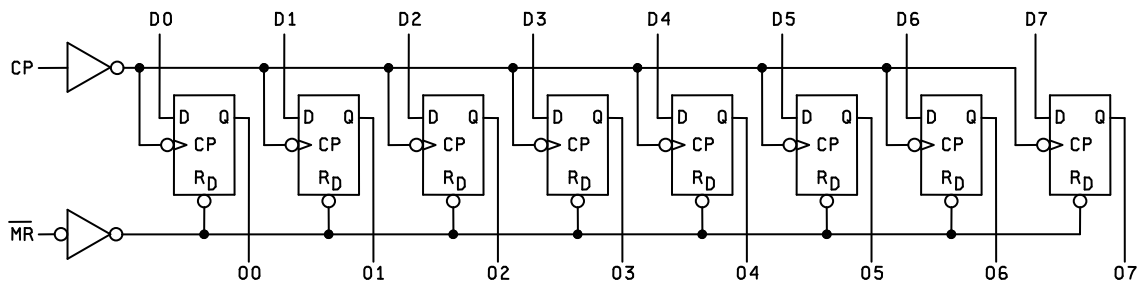 D0 D1 D2 D3 D4 D5 D6 D7
CP
D Q D Q D Q D Q D Q D Q D Q D Q
CP CP CP CP CP CP CP CP
RD RD RD RD RD RD RD RD
M̅R̅
O0 O1 O2 O3 O4 O5 O6 O7